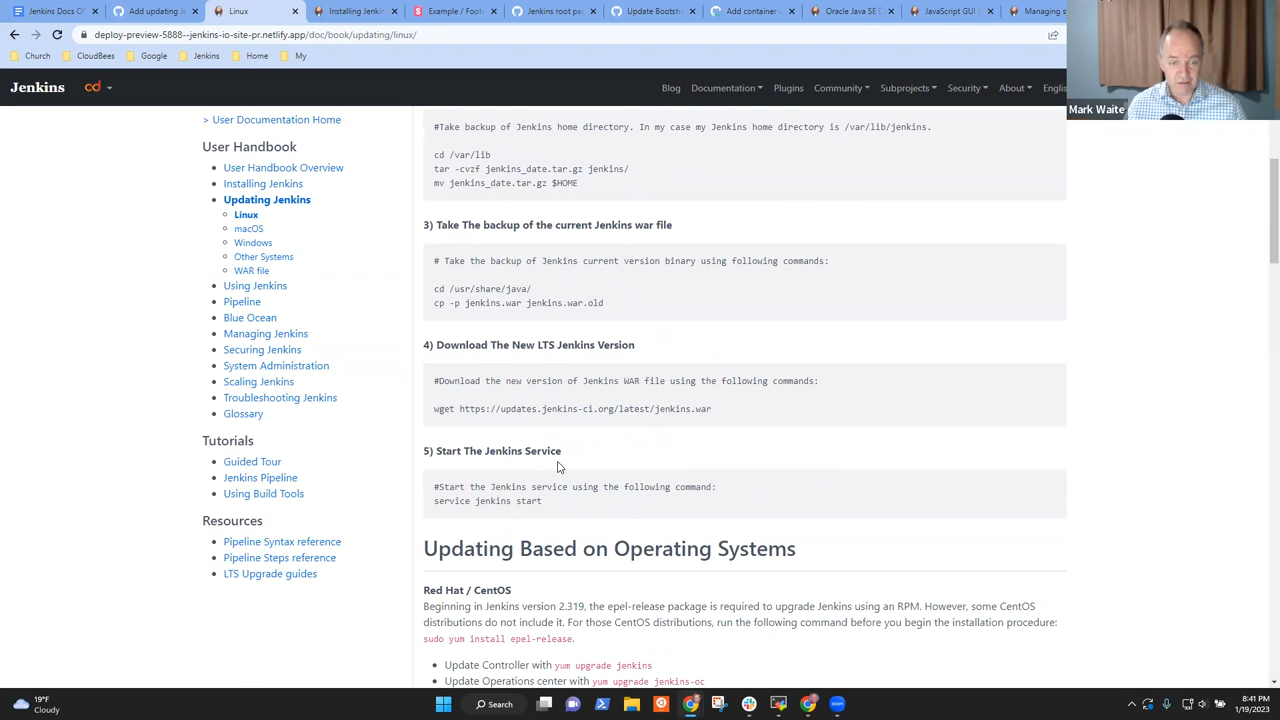 Jenkins Docs O
Add updating Je
Linux
Installing Jenkin
Example / Foote
Jenkins root pag
Update Bootstr
Add container
Oracle Java SE D
JavaScript GUI
Managing s
deploy-preview-5888--jenkins-io-site-pr.netlify.app/doc/book/updating/linux/
Church
CloudBees
Google
Jenkins
Home
My
Mark Waite
Jenkins
cd
Blog
Documentation
Plugins
Community
Subprojects
Security
About
Englis
> User Documentation Home
User Handbook
User Handbook Overview
Installing Jenkins
Updating Jenkins
Linux
macOS
Windows
Other Systems
WAR file
Using Jenkins
Pipeline
Blue Ocean
Managing Jenkins
Securing Jenkins
System Administration
Scaling Jenkins
Troubleshooting Jenkins
Glossary
Tutorials
Guided Tour
Jenkins Pipeline
Using Build Tools
Resources
Pipeline Syntax reference
Pipeline Steps reference
LTS Upgrade guides
#Take backup of Jenkins home directory. In my case my Jenkins home directory is /var/lib/jenkins.
cd /var/lib
tar -cvzf jenkins_date.tar.gz jenkins/
mv jenkins_date.tar.gz $HOME
3) Take The backup of the current Jenkins war file
# Take the backup of Jenkins current version binary using following commands:
cd /usr/share/java/
cp -p jenkins.war jenkins.war.old
4) Download The New LTS Jenkins Version
#Download the new version of Jenkins WAR file using the following commands:
wget https://updates.jenkins-ci.org/latest/jenkins.war
5) Start The Jenkins Service
#Start the Jenkins service using the following command:
service jenkins start
Updating Based on Operating Systems
Red Hat / CentOS
Beginning in Jenkins version 2.319, the epel-release package is required to upgrade Jenkins using an RPM. However, some CentOS
distributions do not include it. For those CentOS distributions, run the following command before you begin the installation procedure:
sudo yum install epel-release.
Update Controller with yum upgrade jenkins
Update Operations center with yum upgrade jenkins-oc
19°F
Cloudy
Search
8:41 PM
1/19/2023